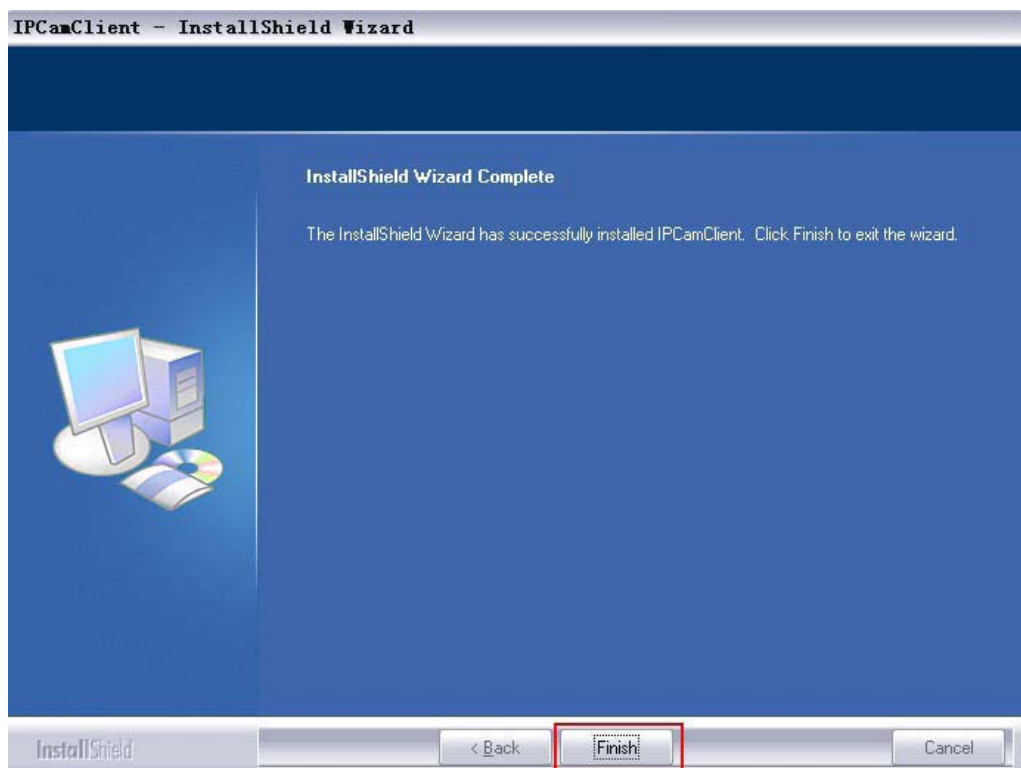 IPCamClient - InstallShield Wizard
InstallShield Wizard Complete
The InstallShield Wizard has successfully installed IPCamClient. Click Finish to exit the wizard.
InstallShield
< Back
Finish
Cancel